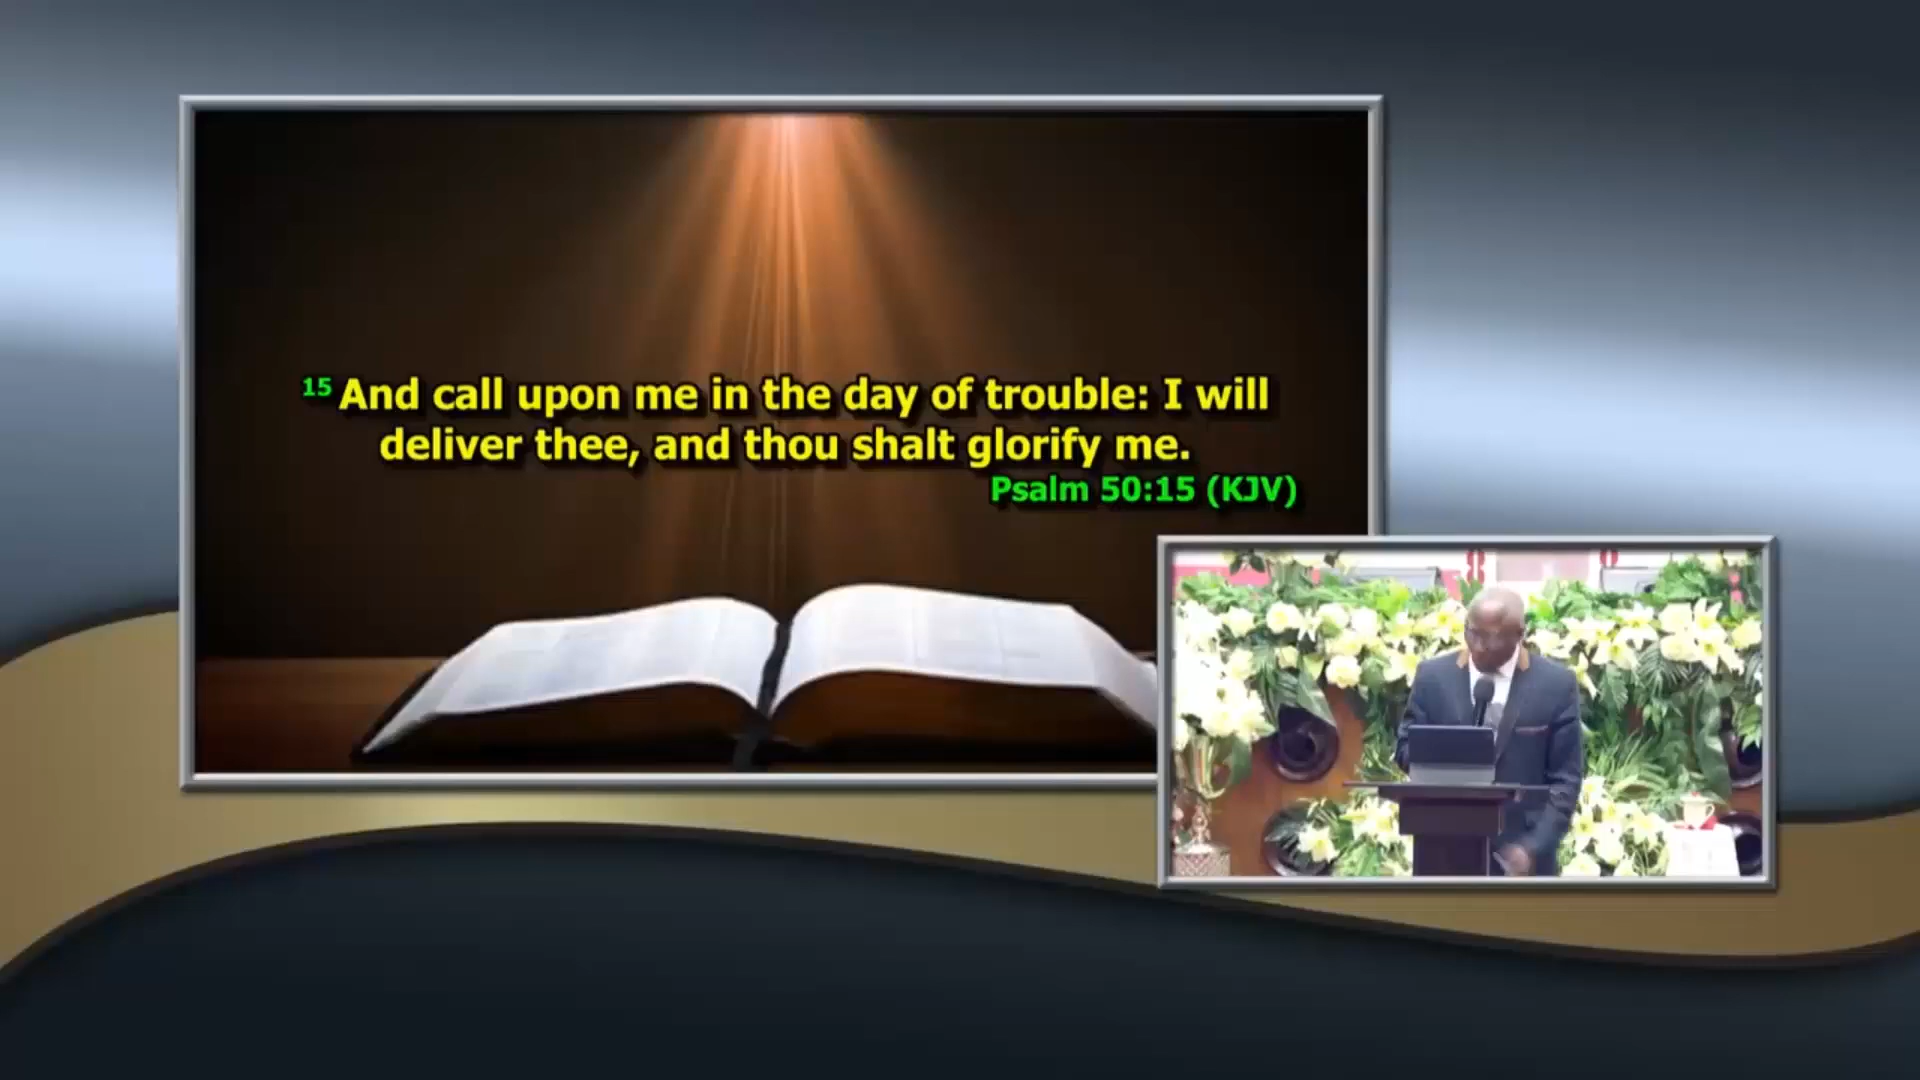 15 And call upon me in the day of trouble: I will
deliver thee, and thou shalt glorify me.
Psalm 50:15 (KJV)